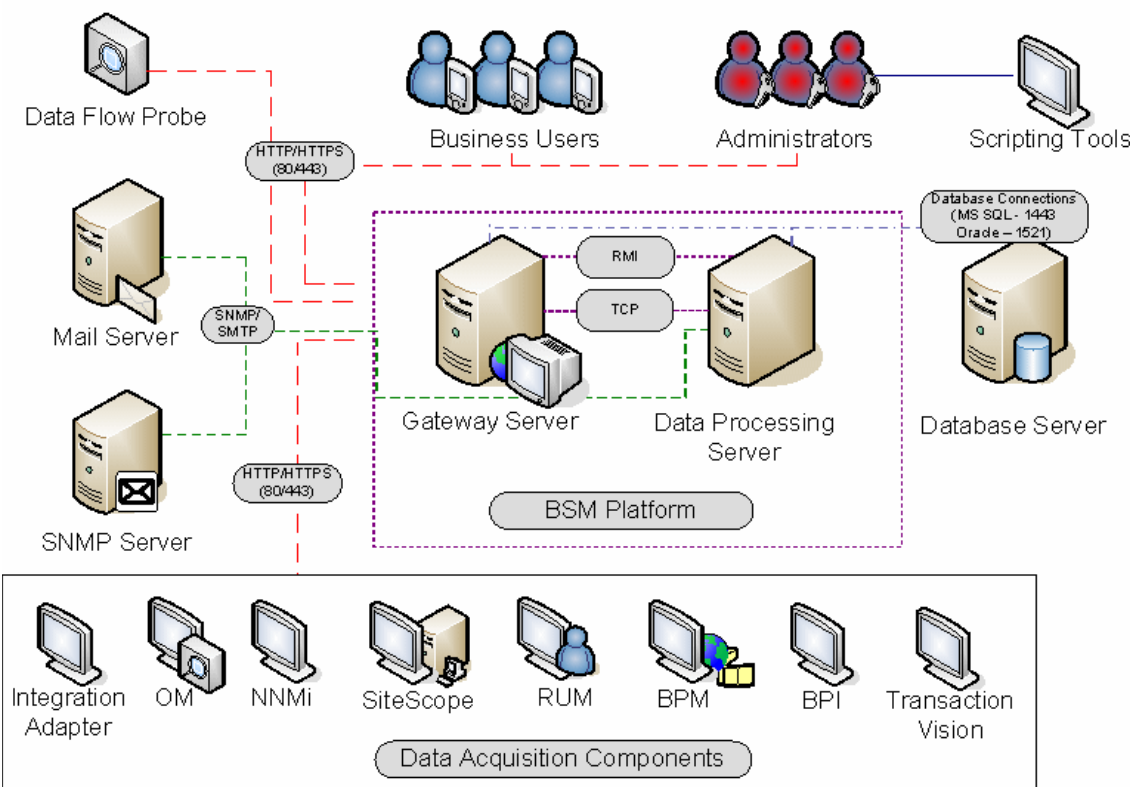 Data Flow Probe
Business Users
Administrators
Scripting Tools
HTTP/HTTPS
(80/443)
Database Connections
(MS SQL - 1443
Oracle – 1521)
RMI
TCP
Mail Server
SNMP/
SMTP
Gateway Server
Data Processing
Server
Database Server
HTTP/HTTPS
(80/443)
BSM Platform
SNMP Server
Integration
Adapter
OM
NNMi
SiteScope
RUM
BPM
BPI
Transaction
Vision
Data Acquisition Components